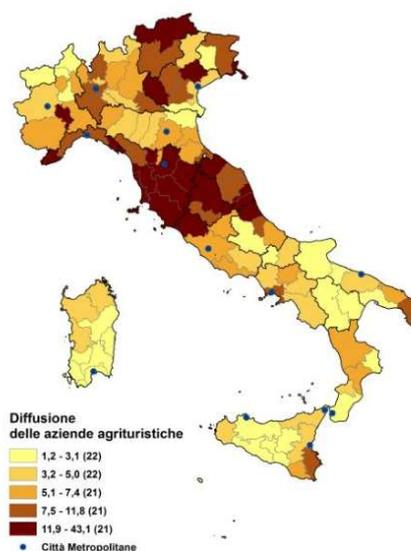 Diffusione
delle aziende agrituristiche
1,2 - 3,1 (22)
3,2 - 5,0 (22)
5,1 - 7,4 (21)
7,5 - 11,8 (21)
11,9 - 43,1 (21)
Città Metropolitane